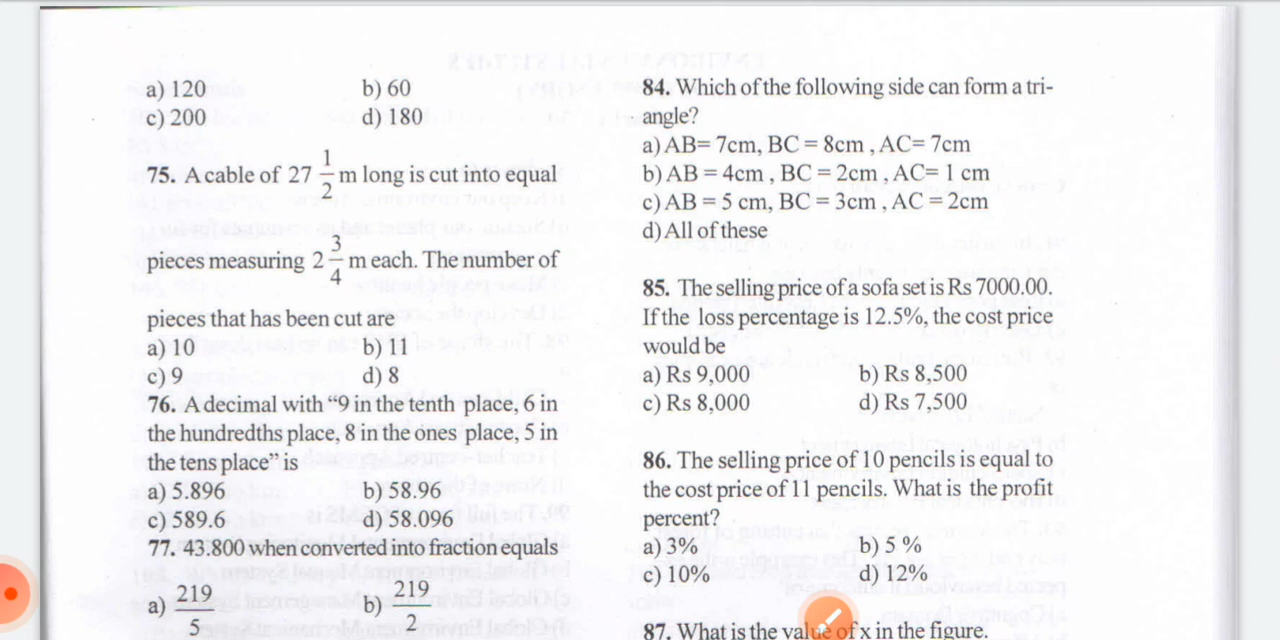 a) 120 b) 60
c) 200 d) 180
75. A cable of 27 1/2 m long is cut into equal
pieces measuring 2 3/4 m each. The number of
pieces that has been cut are
a) 10 b) 11
c) 9 d) 8
76. A decimal with “9 in the tenth place, 6 in
the hundredths place, 8 in the ones place, 5 in
the tens place” is
a) 5.896 b) 58.96
c) 589.6 d) 58.096
77. 43.800 when converted into fraction equals
a) 219/5 b) 219/2
84. Which of the following side can form a tri-
angle?
a) AB= 7cm, BC = 8cm , AC= 7cm
b) AB = 4cm , BC = 2cm , AC= 1 cm
c) AB = 5 cm, BC = 3cm , AC = 2cm
d) All of these
85. The selling price of a sofa set is Rs 7000.00.
If the loss percentage is 12.5%, the cost price
would be
a) Rs 9,000 b) Rs 8,500
c) Rs 8,000 d) Rs 7,500
86. The selling price of 10 pencils is equal to
the cost price of 11 pencils, What is the profit
percent?
a) 3% b) 5 %
c) 10% d) 12%
87. What is the value of x in the figure.